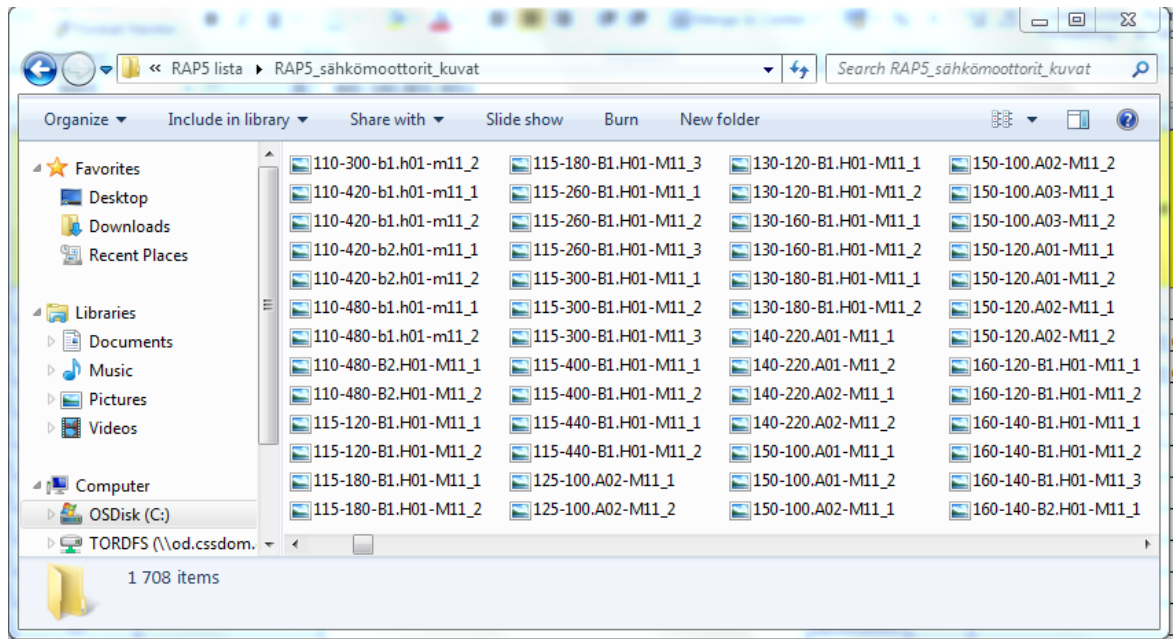 « RAP5 lista ▸ RAP5_sähkömoottorit_kuvat
Search RAP5_sähkömoottorit_kuvat
Organize Include in library Share with Slide show Burn New folder
Favorites
Desktop
Downloads
Recent Places
Libraries
Documents
Music
Pictures
Videos
Computer
OSDisk (C:)
TORDFS (\\od.cssdom.
110-300-b1.h01-m11_2
110-420-b1.h01-m11_1
110-420-b1.h01-m11_2
110-420-b2.h01-m11_1
110-420-b2.h01-m11_2
110-480-b1.h01-m11_1
110-480-b1.h01-m11_2
110-480-B2.H01-M11_1
110-480-B2.H01-M11_2
115-120-B1.H01-M11_1
115-120-B1.H01-M11_2
115-180-B1.H01-M11_1
115-180-B1.H01-M11_2
115-180-B1.H01-M11_3
115-260-B1.H01-M11_1
115-260-B1.H01-M11_2
115-260-B1.H01-M11_3
115-300-B1.H01-M11_1
115-300-B1.H01-M11_2
115-300-B1.H01-M11_3
115-400-B1.H01-M11_1
115-400-B1.H01-M11_2
115-440-B1.H01-M11_1
115-440-B1.H01-M11_2
125-100.A02-M11_1
125-100.A02-M11_2
130-120-B1.H01-M11_1
130-120-B1.H01-M11_2
130-160-B1.H01-M11_1
130-160-B1.H01-M11_2
130-180-B1.H01-M11_1
130-180-B1.H01-M11_2
140-220.A01-M11_1
140-220.A01-M11_2
140-220.A02-M11_1
140-220.A02-M11_2
150-100.A01-M11_1
150-100.A01-M11_2
150-100.A02-M11_1
150-100.A02-M11_2
150-100.A03-M11_1
150-100.A03-M11_2
150-120.A01-M11_1
150-120.A01-M11_2
150-120.A02-M11_1
150-120.A02-M11_2
160-120-B1.H01-M11_1
160-120-B1.H01-M11_2
160-140-B1.H01-M11_1
160-140-B1.H01-M11_2
160-140-B1.H01-M11_3
160-140-B2.H01-M11_1
1 708 items